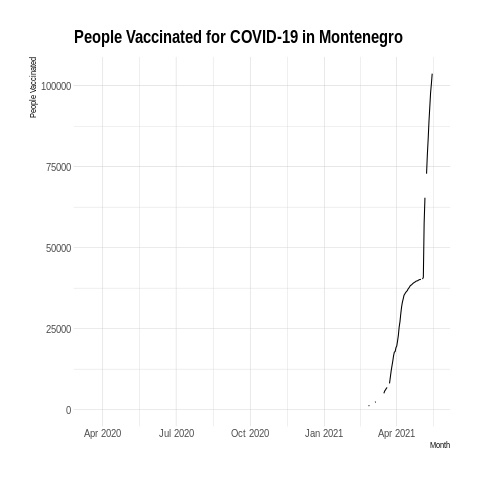 People Vaccinated for COVID-19 in Montenegro
People Vaccinated
100000
75000
50000
25000
0
Apr 2020 Jul 2020 Oct 2020 Jan 2021 Apr 2021
Month